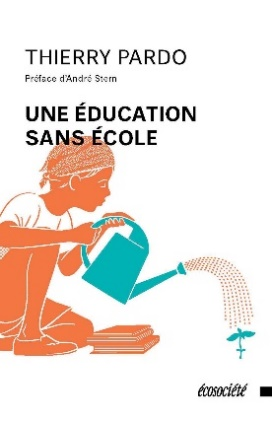 THIERRY PARDO
Préface d'André Stern
UNE ÉDUCATION
SANS ÉCOLE
écosociété